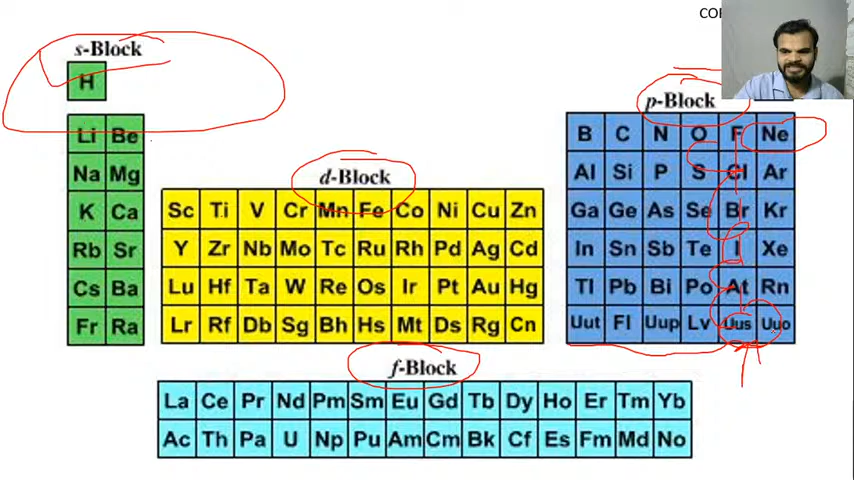 COP
s-Block
H
p-Block
Li Be
B C N O F Ne
Na Mg
Al Si P S Cl Ar
d-Block
K Ca Sc Ti V Cr Mn Fe Co Ni Cu Zn Ga Ge As Se Br Kr
Rb Sr Y Zr Nb Mo Tc Ru Rh Pd Ag Cd In Sn Sb Te I Xe
Cs Ba Lu Hf Ta W Re Os Ir Pt Au Hg Tl Pb Bi Po At Rn
Fr Ra Lr Rf Db Sg Bh Hs Mt Ds Rg Cn Uut Fl Uup Lv Uus Uuo
f-Block
La Ce Pr Nd Pm Sm Eu Gd Tb Dy Ho Er Tm Yb
Ac Th Pa U Np Pu Am Cm Bk Cf Es Fm Md No